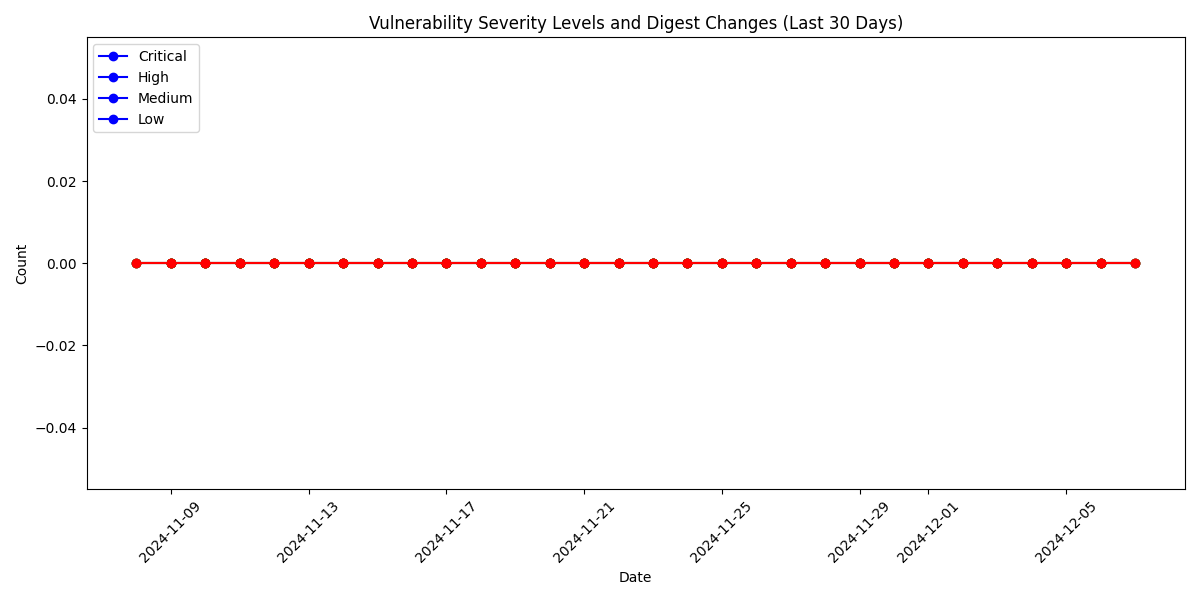 Vulnerability Severity Levels and Digest Changes (Last 30 Days)
Critical
High
Medium
Low
0.04
0.02
0.00
−0.02
−0.04
Count
2024-11-09
2024-11-13
2024-11-17
2024-11-21
2024-11-25
2024-11-29
2024-12-01
2024-12-05
Date